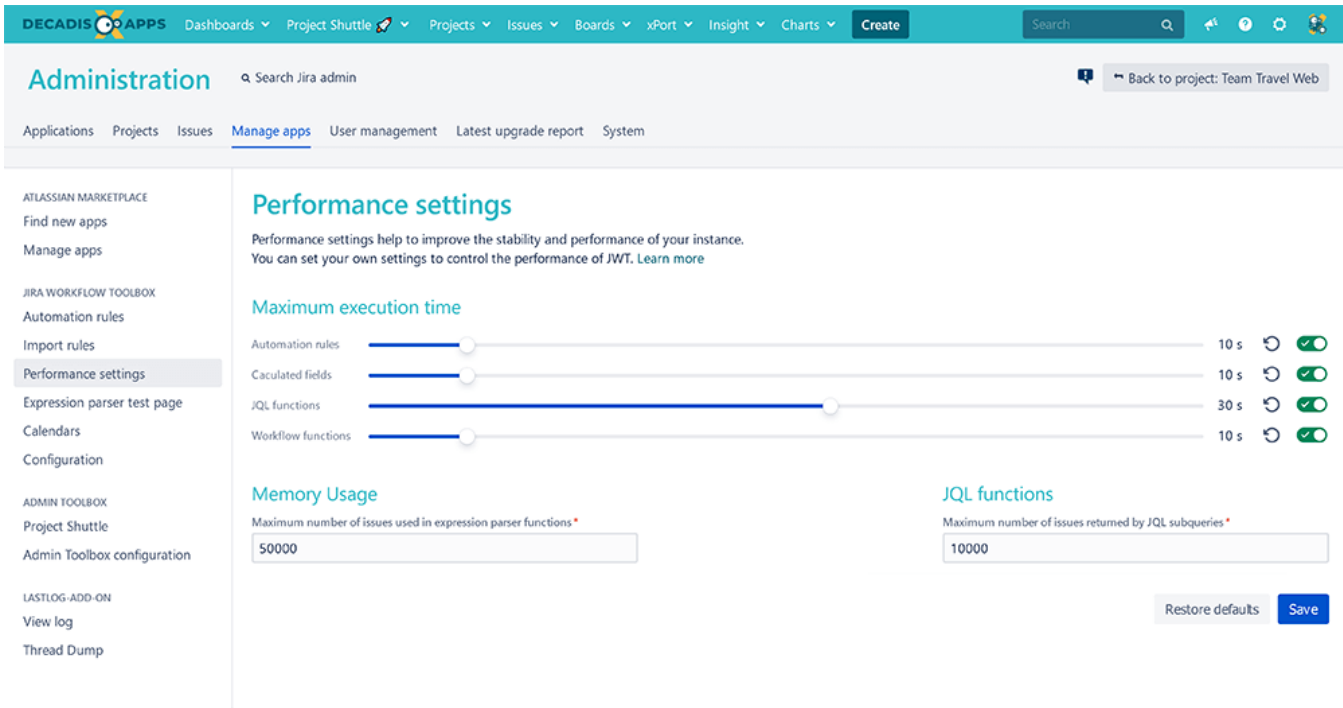 DECADIS APPS Dashboards Project Shuttle 🚀 Projects Issues Boards xPort Insight Charts Create Search
Administration Search Jira admin Back to project: Team Travel Web
Applications Projects Issues Manage apps User management Latest upgrade report System
ATLASSIAN MARKETPLACE
Find new apps
Manage apps
JIRA WORKFLOW TOOLBOX
Automation rules
Import rules
Performance settings
Expression parser test page
Calendars
Configuration
ADMIN TOOLBOX
Project Shuttle
Admin Toolbox configuration
LASTLOG-ADD-ON
View log
Thread Dump
Performance settings
Performance settings help to improve the stability and performance of your instance.
You can set your own settings to control the performance of JWT. Learn more
Maximum execution time
Automation rules 10 s
Caculated fields 10 s
JQL functions 30 s
Workflow functions 10 s
Memory Usage
Maximum number of issues used in expression parser functions *
50000
JQL functions
Maximum number of issues returned by JQL subqueries *
10000
Restore defaults Save